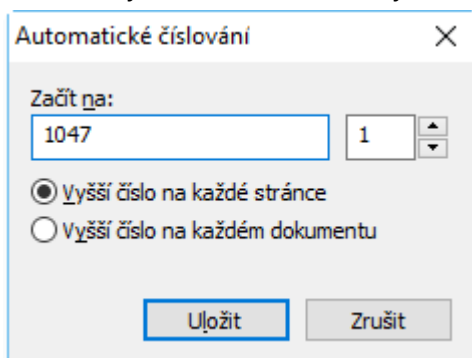 Automatické číslování
Začít na:
1047 1
Vyšší číslo na každé stránce
Vyšší číslo na každém dokumentu
Uložit Zrušit